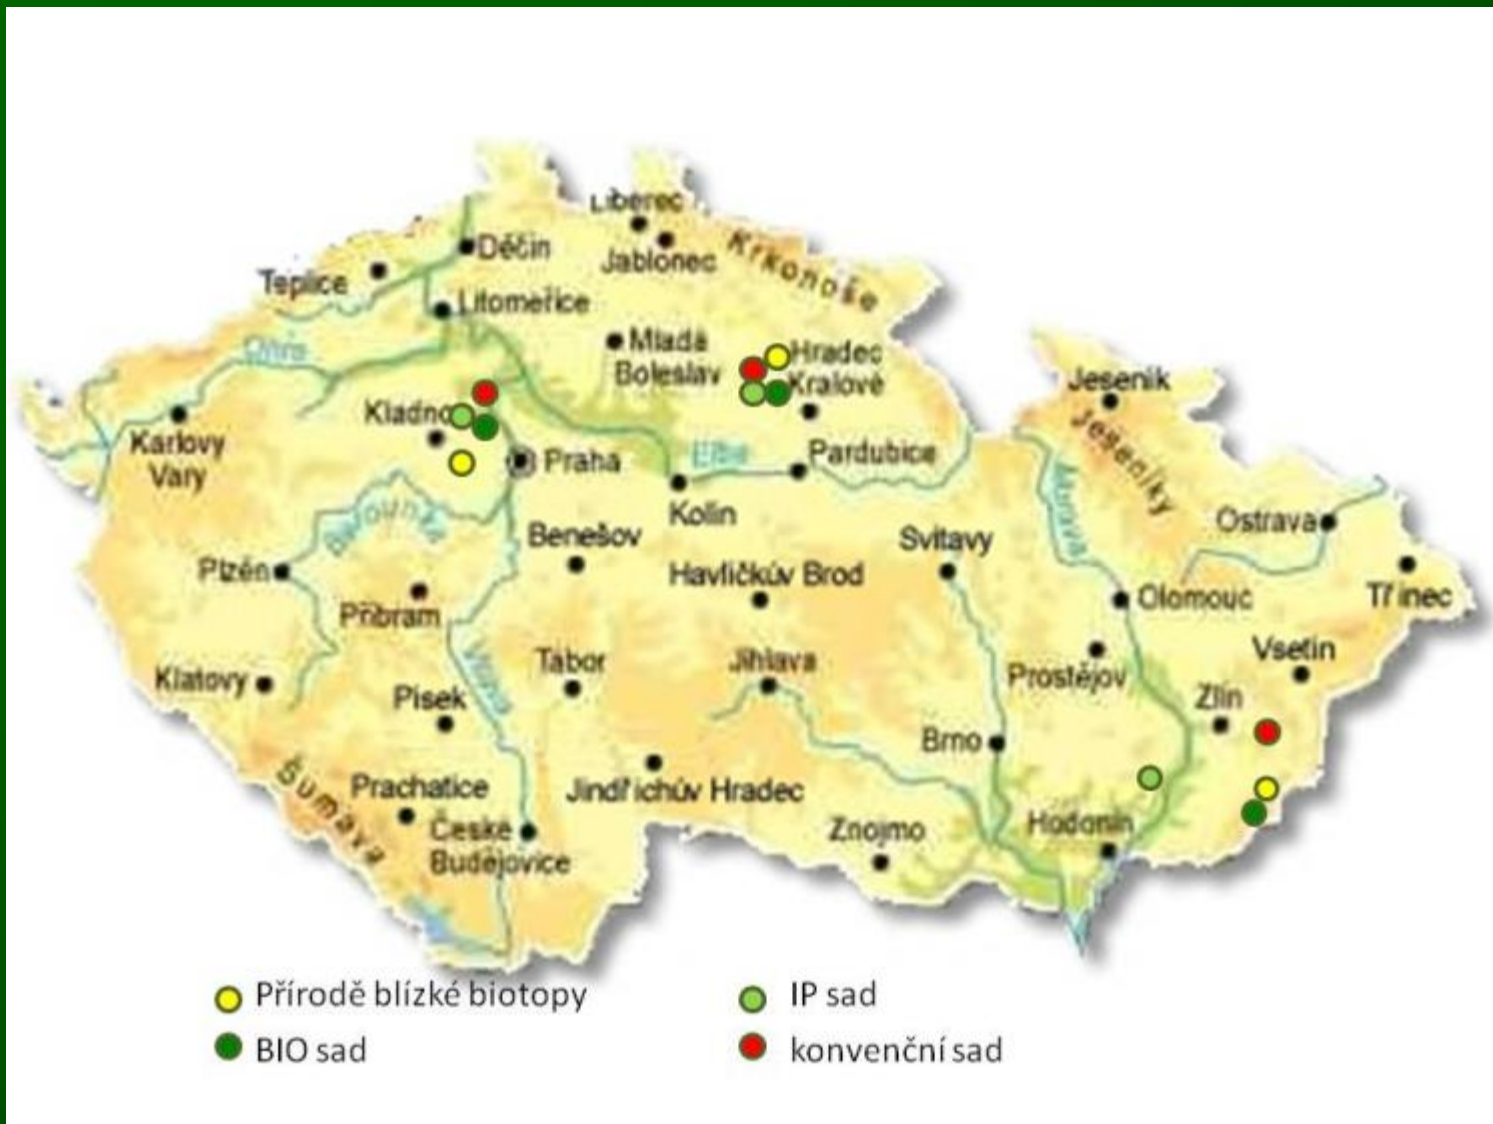 Liberec
Děčín
Jablonec
Krkonoše
Teplice
Litoměřice
Ohře
Mladá
Boleslav
Hradec
Kralové
Jeseník
Jeseníky
Kladno
Karlovy
Vary
Praha
Elbe
Pardubice
Kolín
Morava
Ostrava
Berounka
Benešov
Svitavy
Plzeň
Havlíčkův Brod
Příbram
Olomouc
Třinec
Vltava
Tábor
Jihlava
Vsetín
Klatovy
Písek
Prostějov
Zlín
Brno
Šumava
Prachatice
Jindřichův Hradec
České
Budějovice
Znojmo
Hodonín
Přírodě blízké biotopy
IP sad
BIO sad
konvenční sad